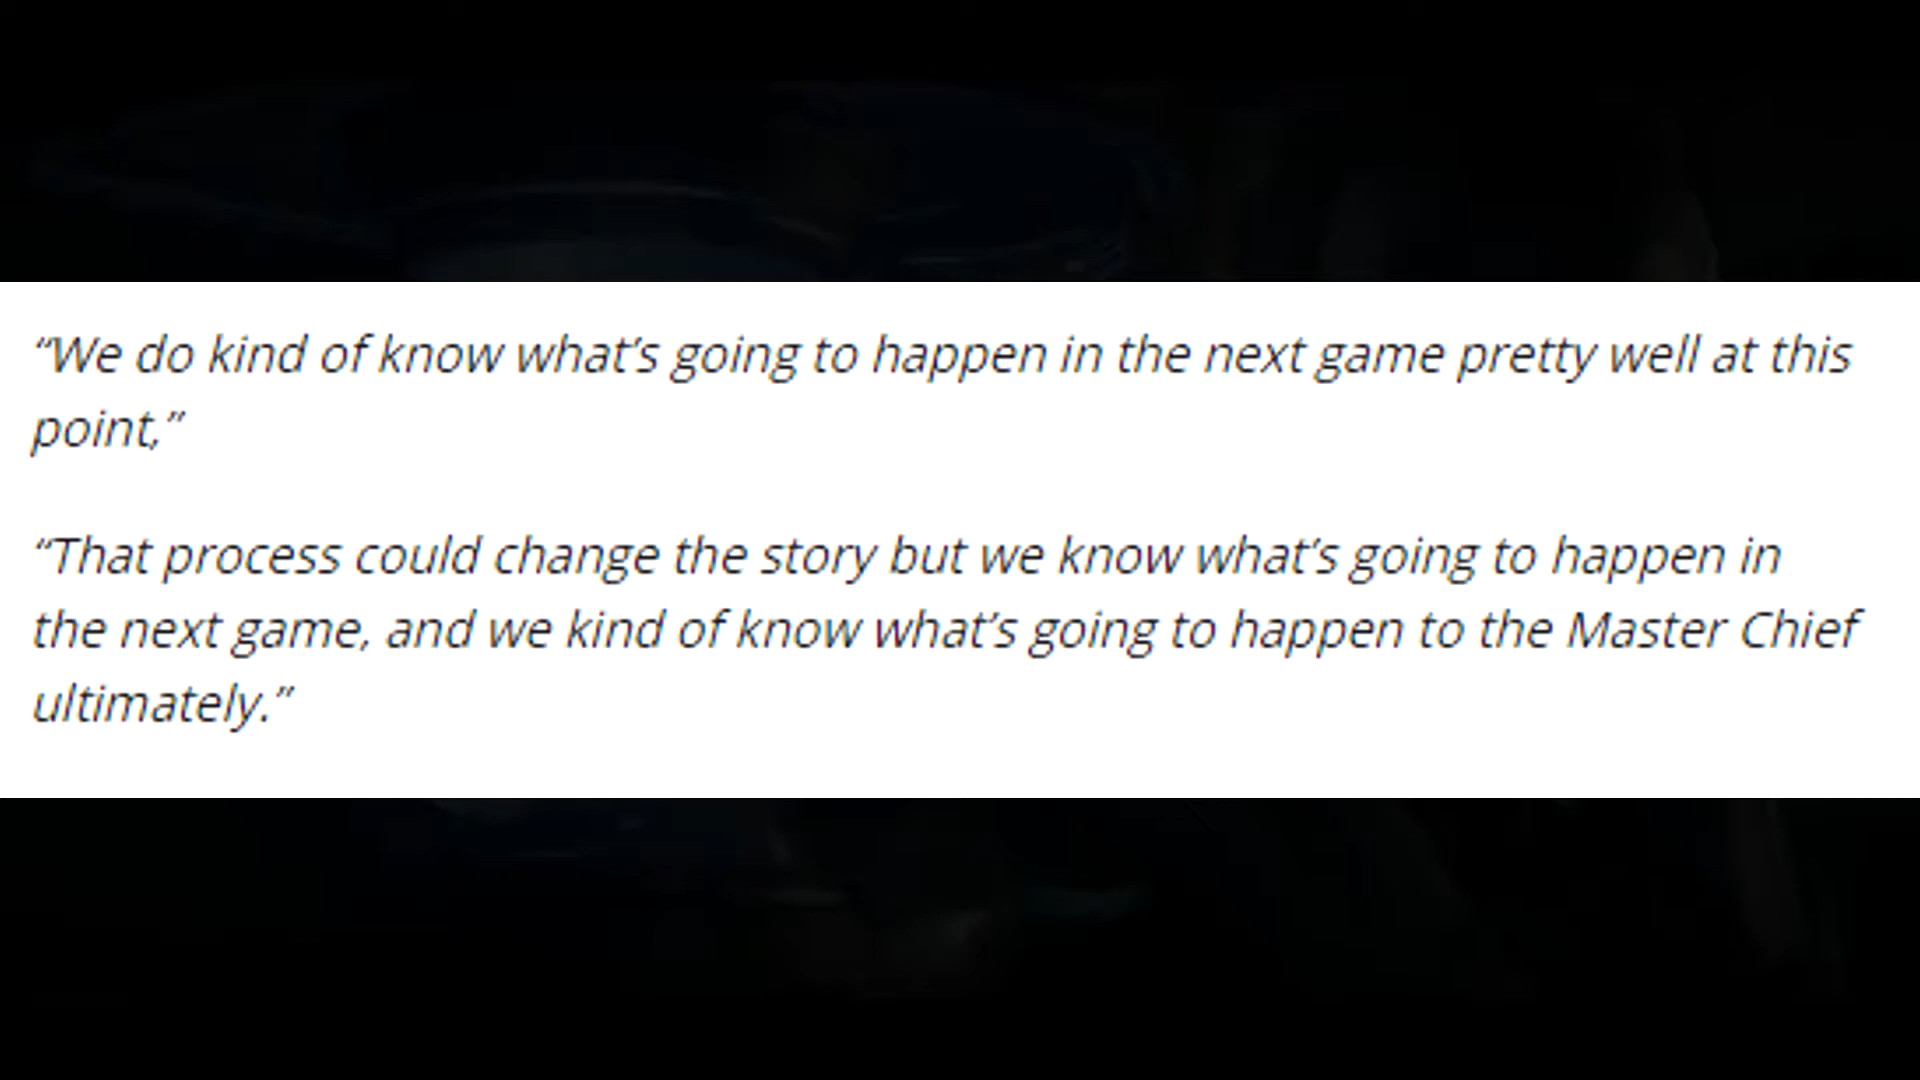 “We do kind of know what’s going to happen in the next game pretty well at this
point,”
“That process could change the story but we know what’s going to happen in
the next game, and we kind of know what’s going to happen to the Master Chief
ultimately.”